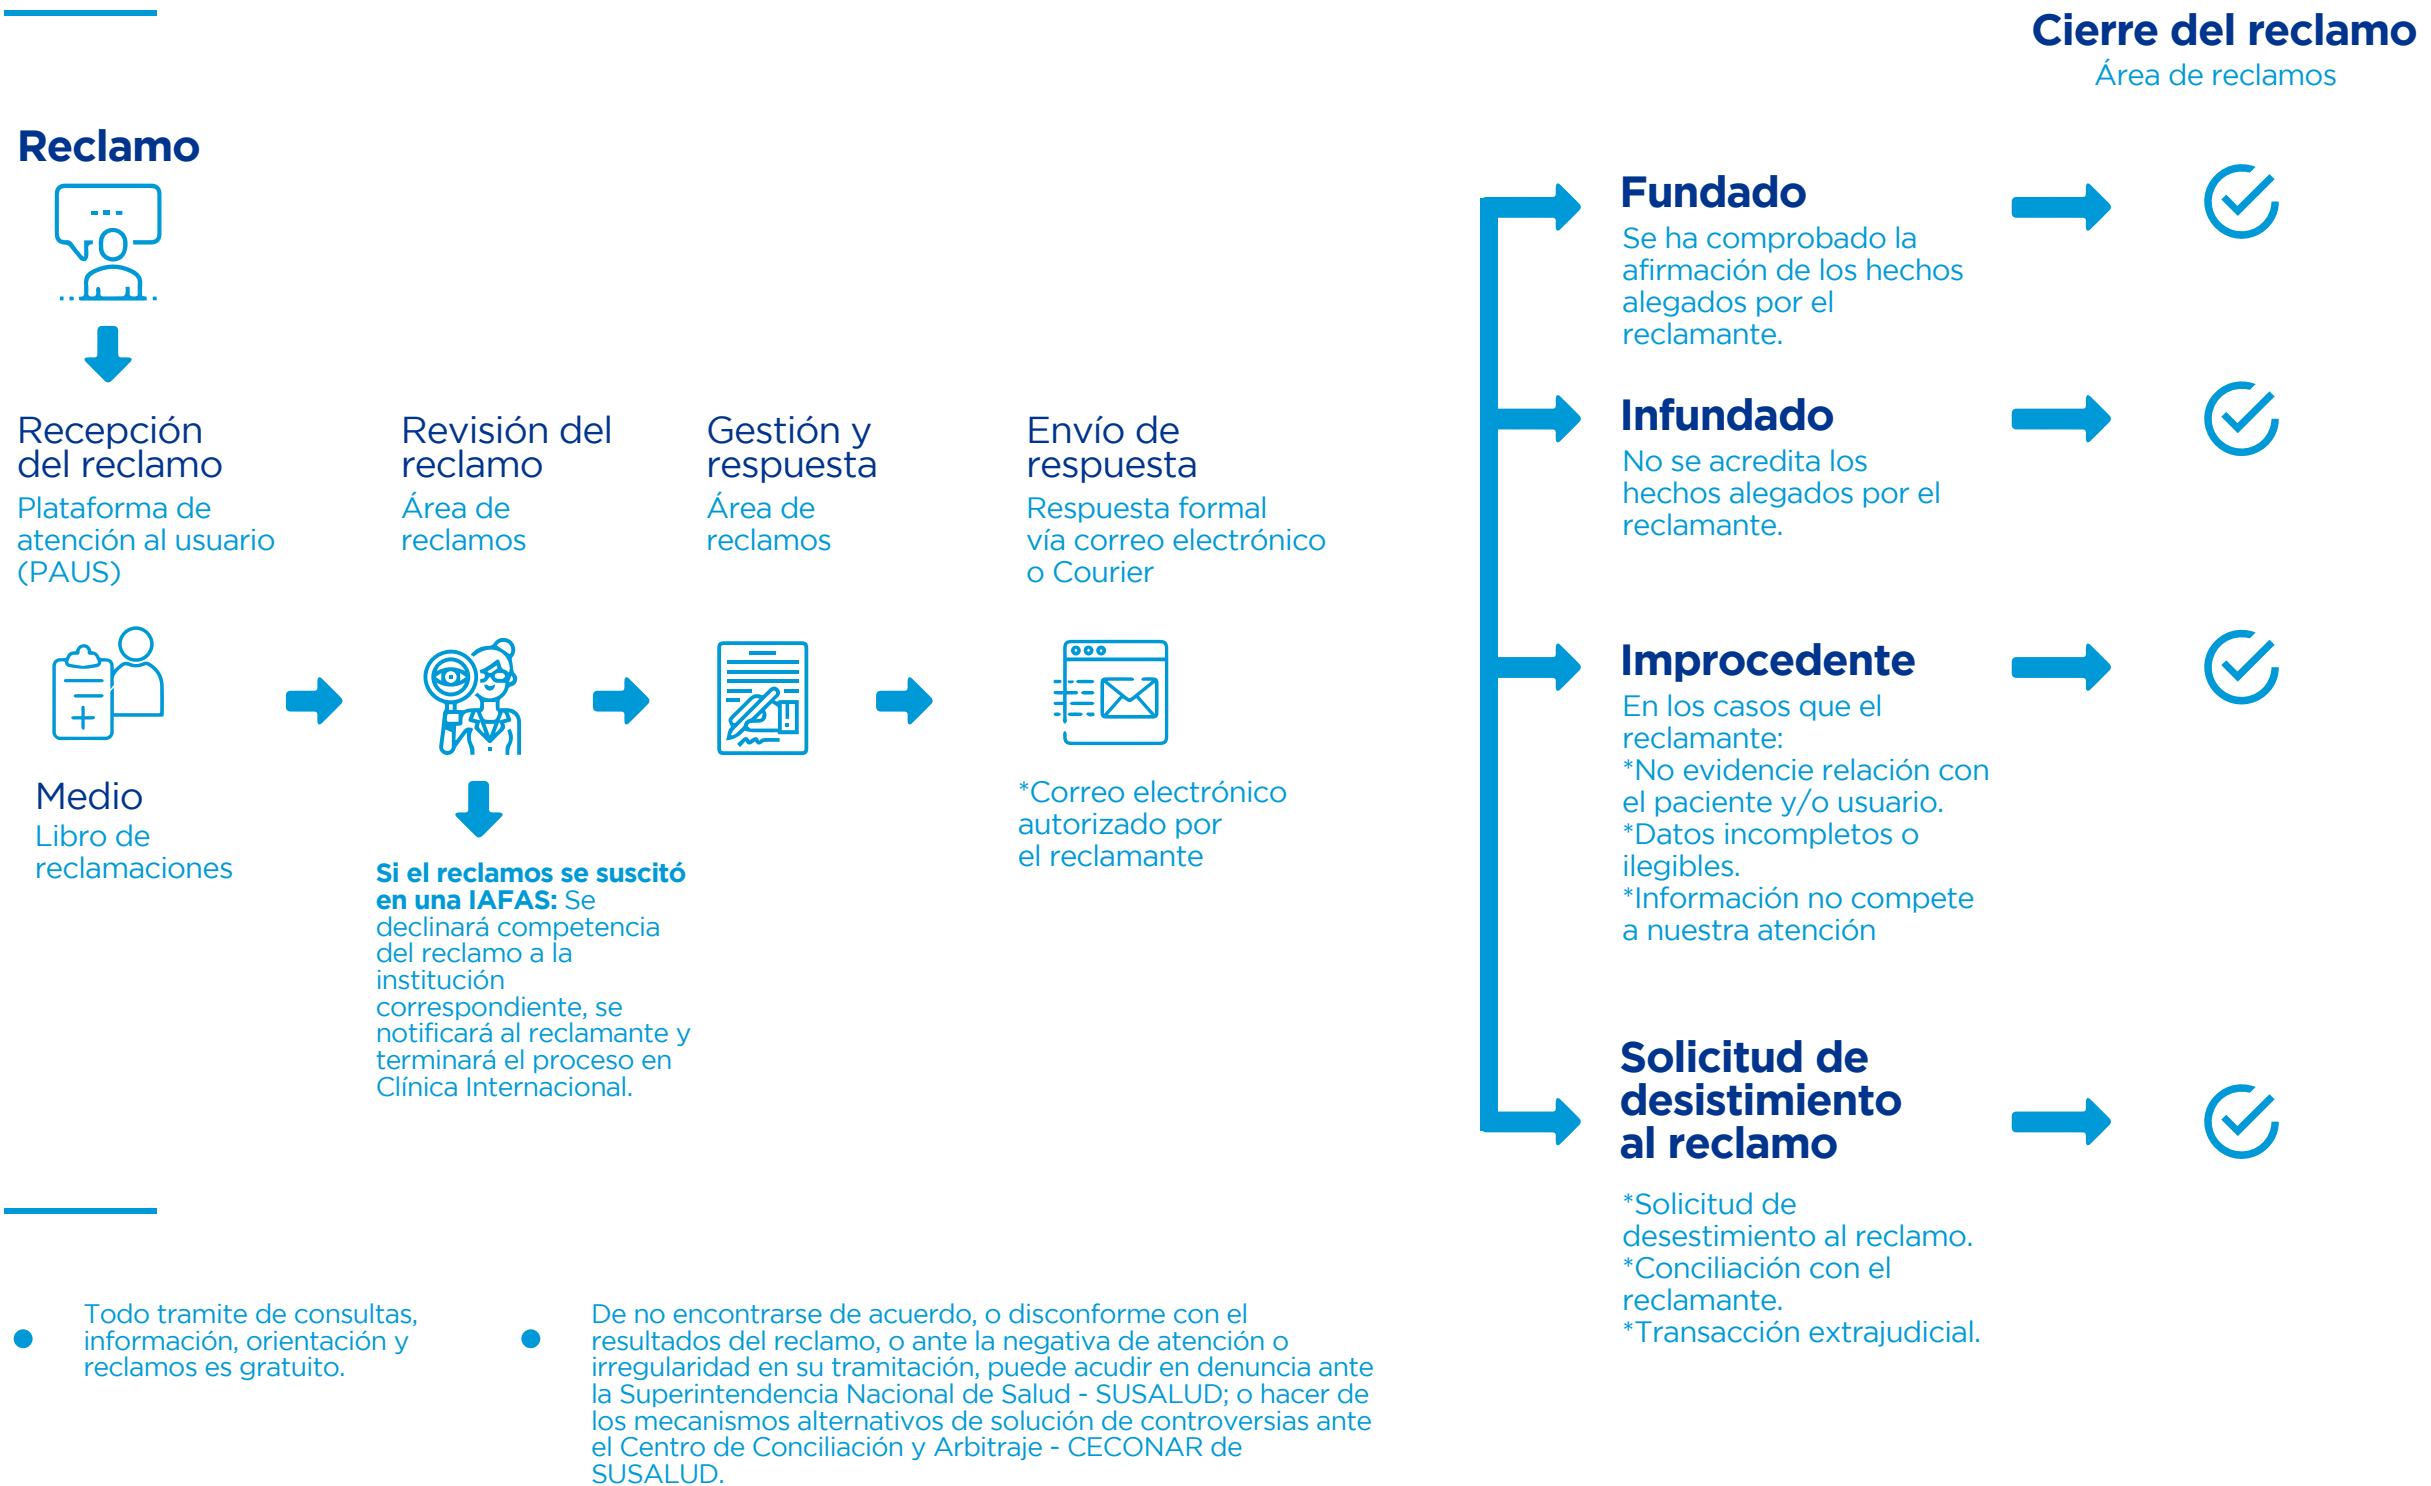 Cierre del reclamo
Área de reclamos
Reclamo
Recepción
del reclamo
Plataforma de
atención al usuario
(PAUS)
Medio
Libro de
reclamaciones
Revisión del
reclamo
Área de
reclamos
Si el reclamos se suscitó
en una IAFAS: Se
declinará competencia
del reclamo a la
institución
correspondiente, se
notificará al reclamante y
terminará el proceso en
Clínica Internacional.
Gestión y
respuesta
Área de
reclamos
Envío de
respuesta
Respuesta formal
vía correo electrónico
o Courier
*Correo electrónico
autorizado por
el reclamante
Fundado
Se ha comprobado la
afirmación de los hechos
alegados por el
reclamante.
Infundado
No se acredita los
hechos alegados por el
reclamante.
Improcedente
En los casos que el
reclamante:
*No evidencie relación con
el paciente y/o usuario.
*Datos incompletos o
ilegibles.
*Información no compete
a nuestra atención
Solicitud de
desistimiento
al reclamo
*Solicitud de
desestimiento al reclamo.
*Conciliación con el
reclamante.
*Transacción extrajudicial.
Todo tramite de consultas,
información, orientación y
reclamos es gratuito.
De no encontrarse de acuerdo, o disconforme con el
resultados del reclamo, o ante la negativa de atención o
irregularidad en su tramitación, puede acudir en denuncia ante
la Superintendencia Nacional de Salud - SUSALUD; o hacer de
los mecanismos alternativos de solución de controversias ante
el Centro de Conciliación y Arbitraje - CECONAR de
SUSALUD.